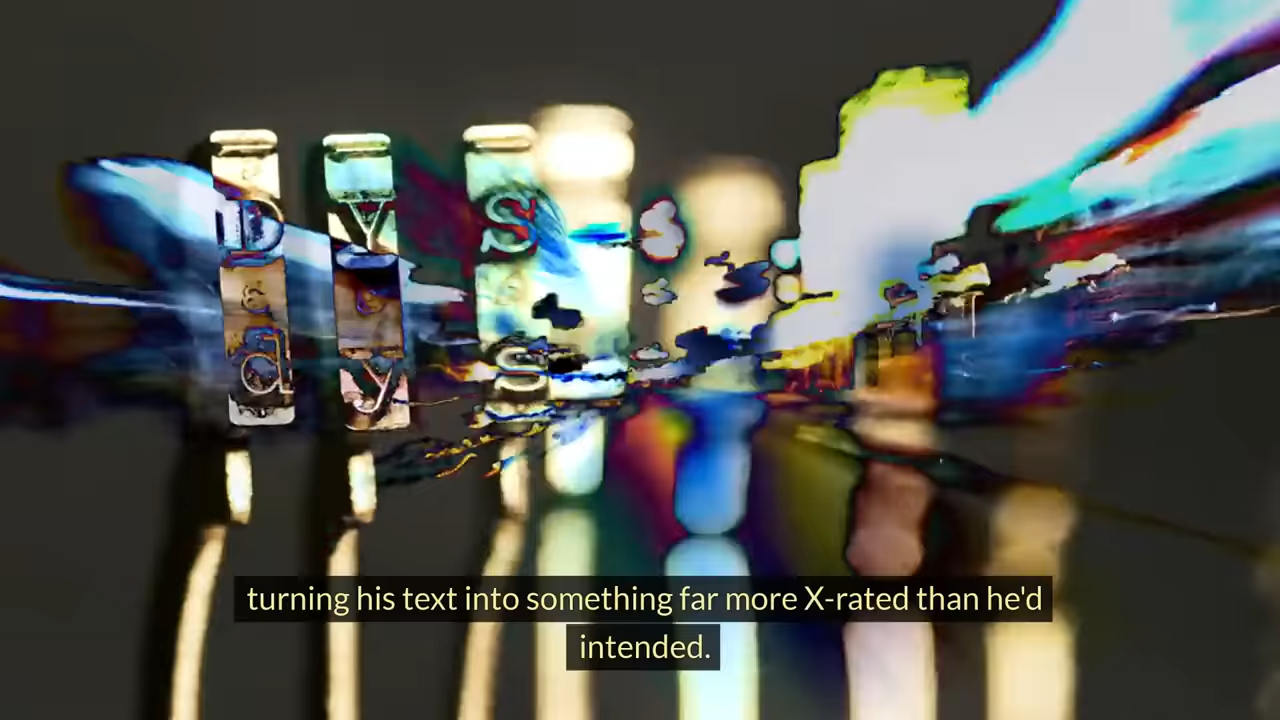 D Y S
d y s
turning his text into something far more X-rated than he'd
intended.